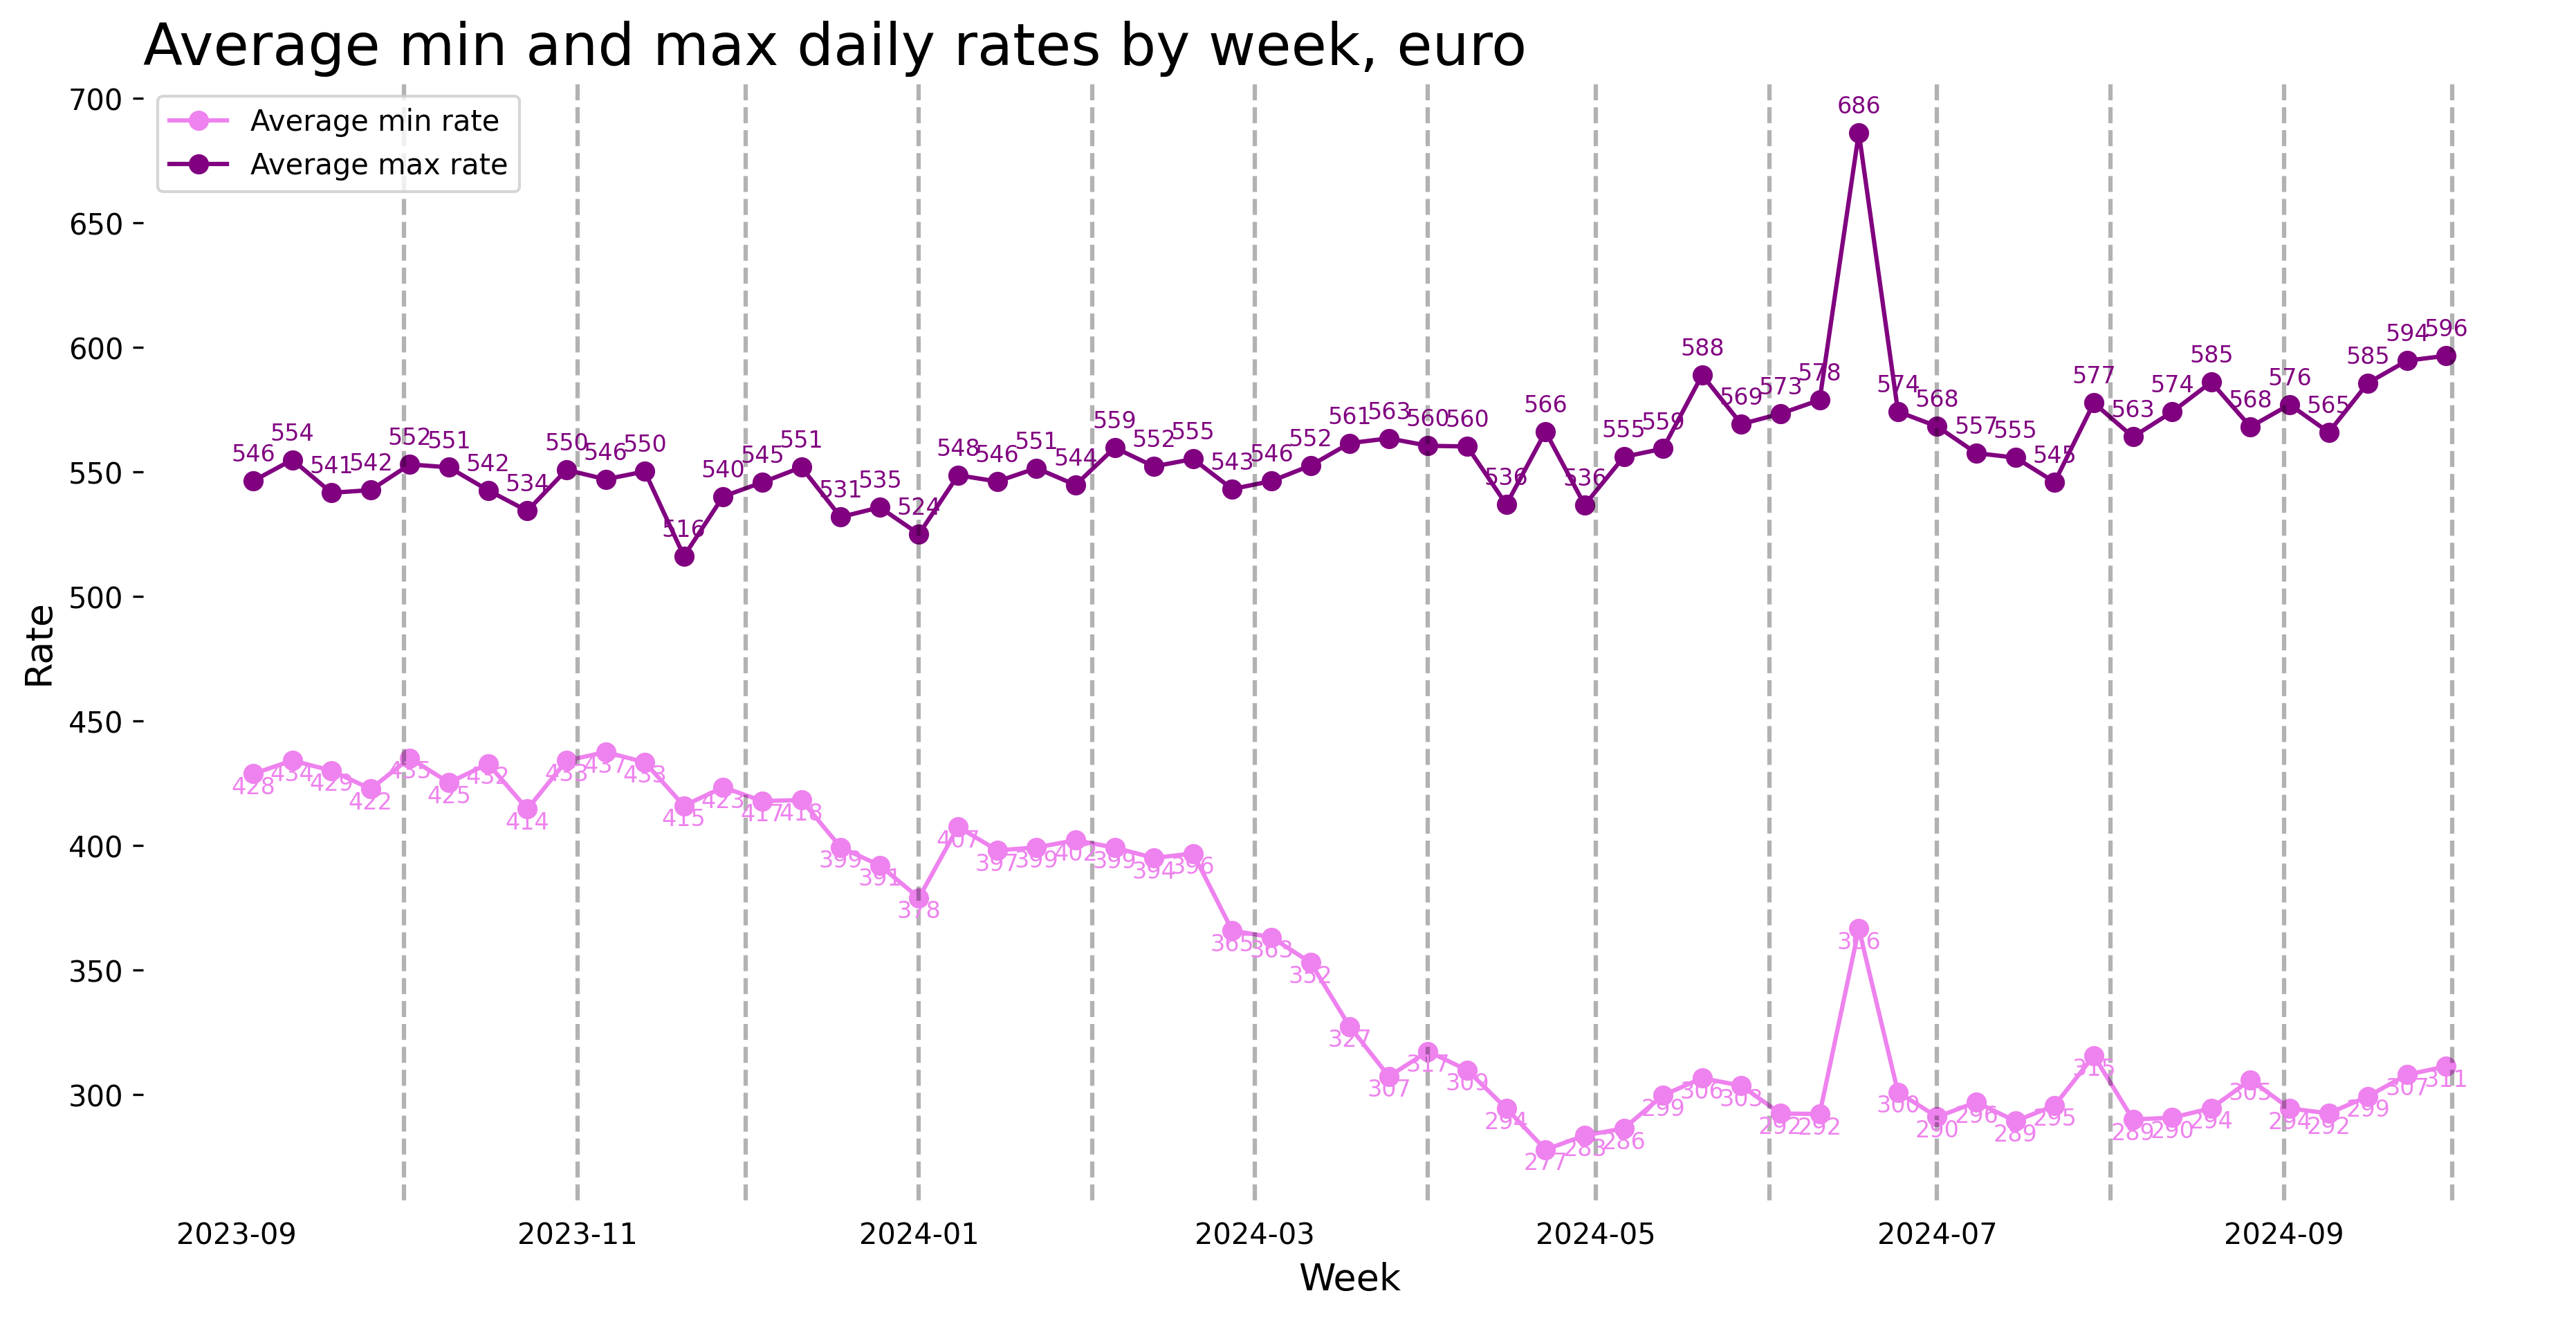 Average min and max daily rates by week, euro
Average min rate
Average max rate
700
650
600
550
500
450
400
350
300
Rate
546 554 541 542 552 551 542 534 550 546 550 516 540 545 551 531 535 524 548 546 551 544 559 552 555 543 546 552 561 563 560 560 536 566 536 555 559 588 569 573 578 686 574 568 557 555 545 577 563 574 585 568 576 565 585 594 596
428 434 429 422 435 425 432 414 433 437 433 415 423 417 418 399 391 378 407 397 399 402 399 394 396 365 363 352 327 307 317 309 294 277 283 286 299 306 303 292 292 366 300 290 296 289 295 315 289 290 294 305 294 292 299 307 311
2023-09 2023-11 2024-01 2024-03 2024-05 2024-07 2024-09
Week